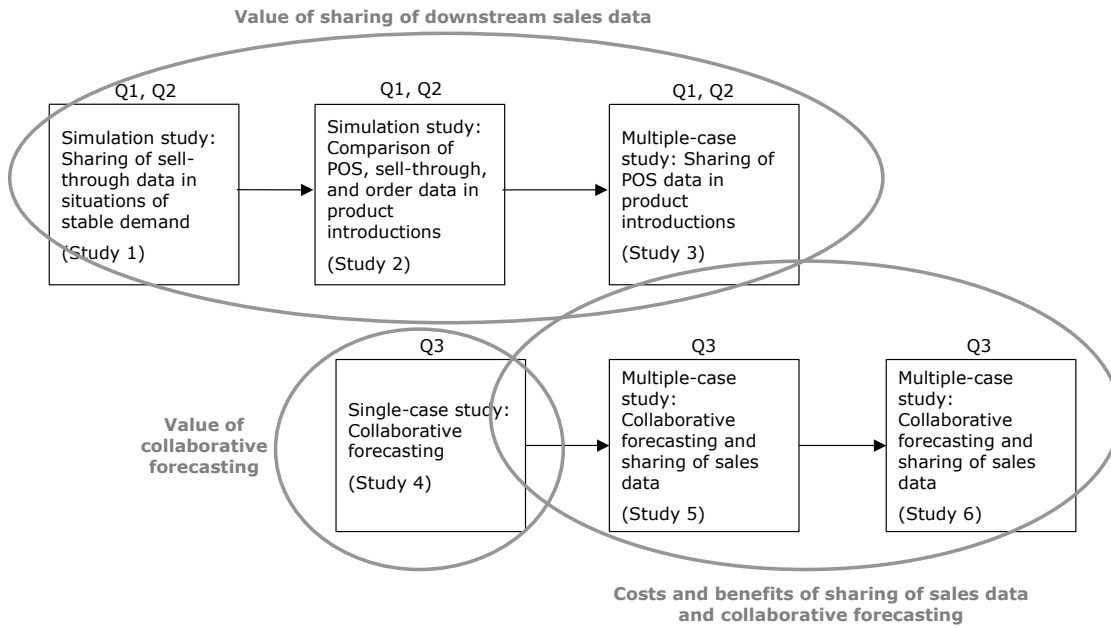 Value of sharing of downstream sales data
Q1, Q2
Simulation study:
Sharing of sell-
through data in
situations of
stable demand
(Study 1)
Q1, Q2
Simulation study:
Comparison of
POS, sell-through,
and order data in
product
introductions
(Study 2)
Q1, Q2
Multiple-case
study: Sharing of
POS data in
product
introductions
(Study 3)
Value of
collaborative
forecasting
Q3
Single-case study:
Collaborative
forecasting
(Study 4)
Q3
Multiple-case
study:
Collaborative
forecasting and
sharing of sales
data
(Study 5)
Q3
Multiple-case
study:
Collaborative
forecasting and
sharing of sales
data
(Study 6)
Costs and benefits of sharing of sales data
and collaborative forecasting